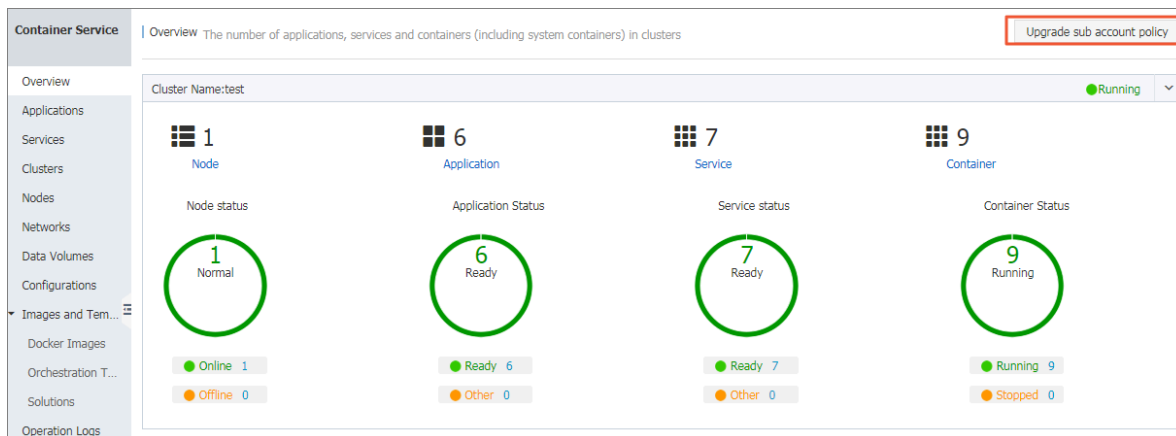 Container Service
Overview The number of applications, services and containers (including system containers) in clusters
Upgrade sub account policy
Overview
Applications
Services
Clusters
Nodes
Networks
Data Volumes
Configurations
Images and Tem...
Docker Images
Orchestration T...
Solutions
Operation Logs
Cluster Name:test
Running
1
Node
6
Application
7
Service
9
Container
Node status
Application Status
Service status
Container Status
1
Normal
6
Ready
7
Ready
9
Running
Online 1
Ready 6
Ready 7
Running 9
Offline 0
Other 0
Other 0
Stopped 0